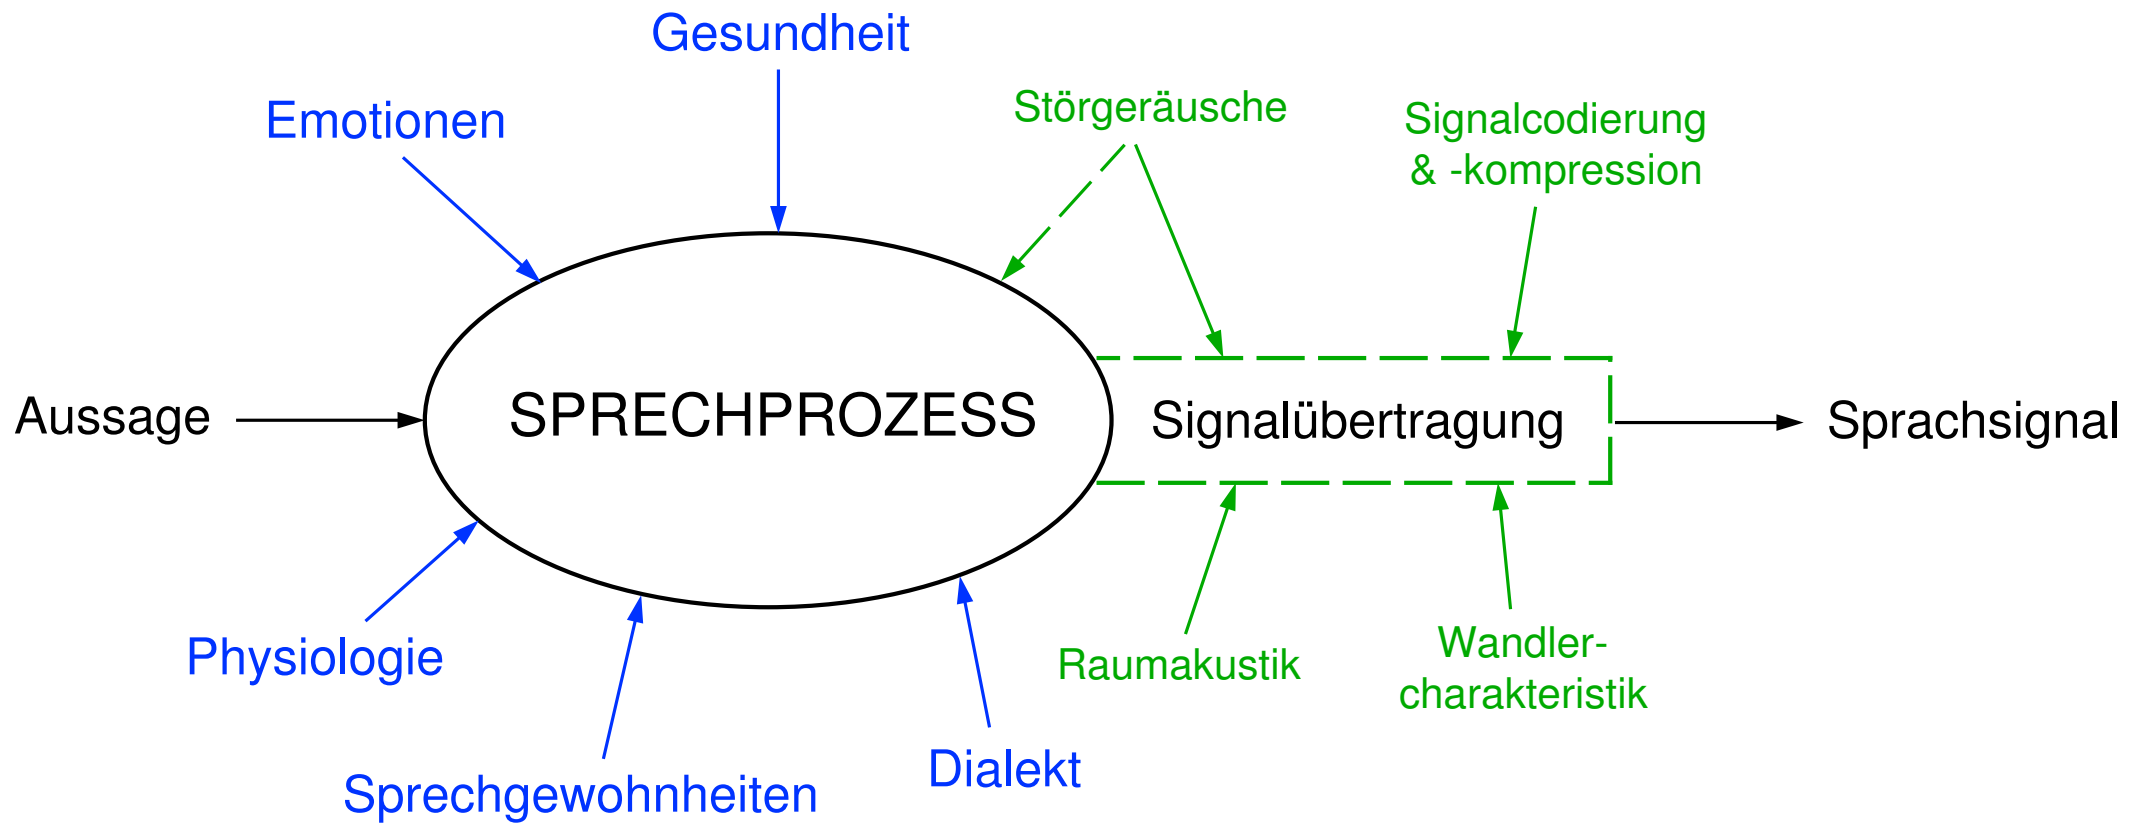 Gesundheit
Emotionen
Störgeräusche
Signalcodierung
& -kompression
Aussage
SPRECHPROZESS
Signalübertragung
Sprachsignal
Physiologie
Sprechgewohnheiten
Dialekt
Raumakustik
Wandler-
charakteristik